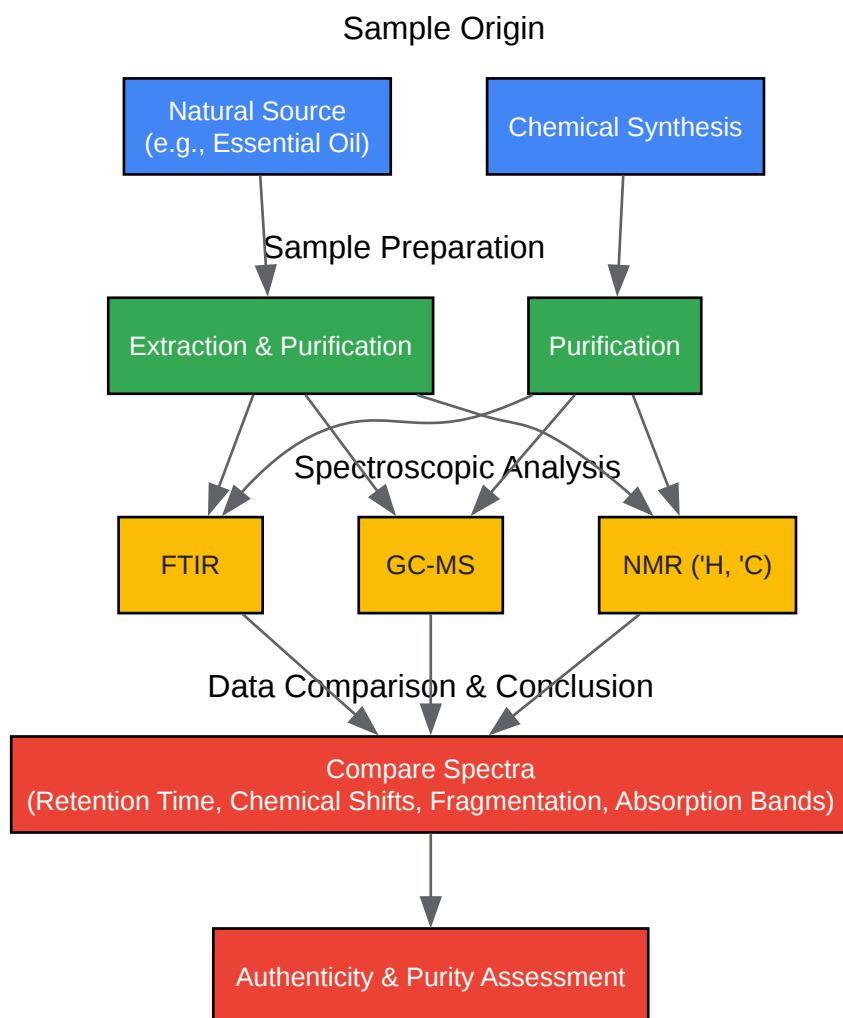 Sample Origin
Natural Source
(e.g., Essential Oil)
Chemical Synthesis
Sample Preparation
Extraction & Purification
Purification
Spectroscopic Analysis
FTIR
GC-MS
NMR ('H, 'C)
Data Comparison & Conclusion
Compare Spectra
(Retention Time, Chemical Shifts, Fragmentation, Absorption Bands)
Authenticity & Purity Assessment